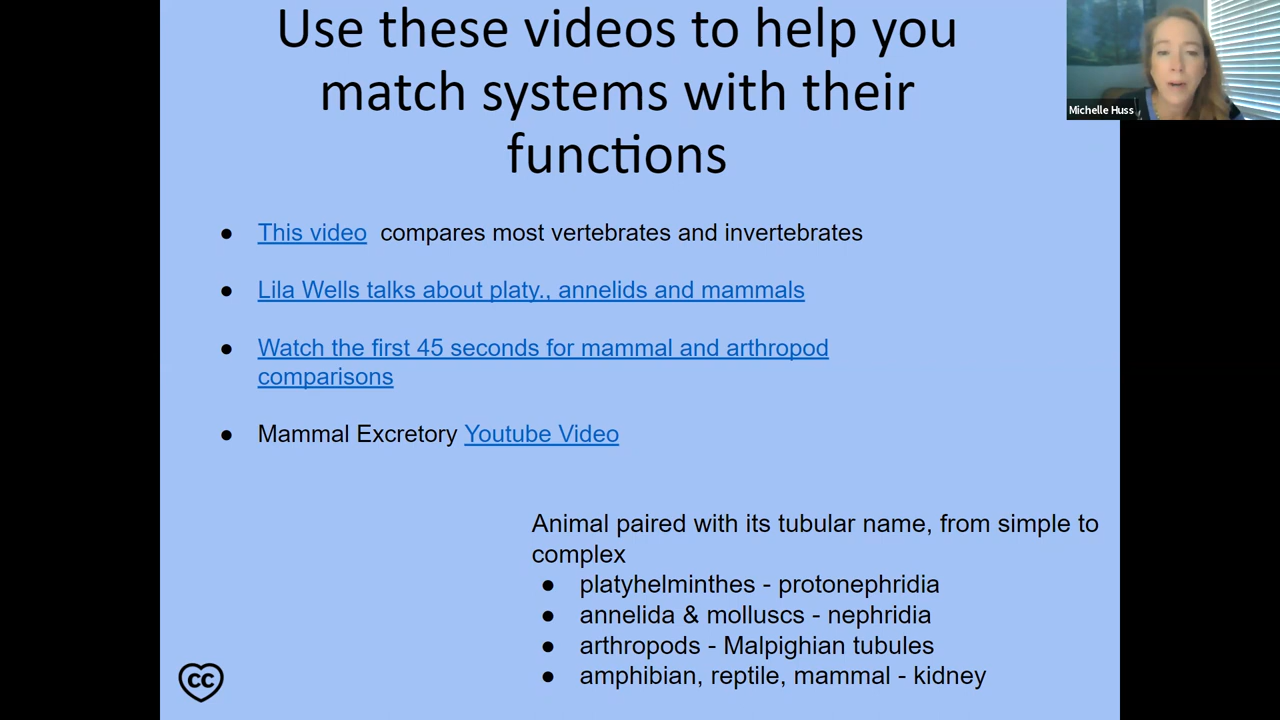 Use these videos to help you
match systems with their
functions
Michelle Huss
● This video compares most vertebrates and invertebrates
● Lila Wells talks about platy., annelids and mammals
● Watch the first 45 seconds for mammal and arthropod
comparisons
● Mammal Excretory Youtube Video
Animal paired with its tubular name, from simple to
complex
● platyhelminthes - protonephridia
● annelida & molluscs - nephridia
● arthropods - Malpighian tubules
● amphibian, reptile, mammal - kidney
CC